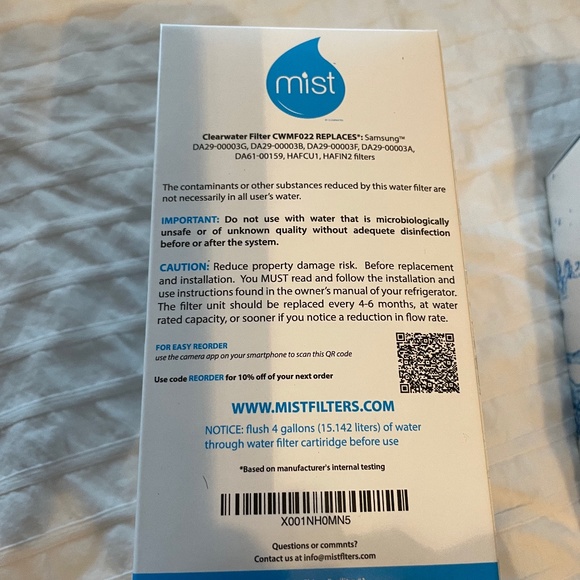 mist
Clearwater Filter CWMF022 REPLACES*: Samsung™
DA29-00003G, DA29-00003B, DA29-00003F, DA29-00003A,
DA61-00159, HAFCU1, HAFIN2 filters
The contaminants or other substances reduced by this water filter are
not necessarily in all user's water.
IMPORTANT: Do not use with water that is microbiologically
unsafe or of unknown quality without adequete disinfection
before or after the system.
CAUTION: Reduce property damage risk. Before replacement
and installation. You MUST read and follow the installation and
use instructions found in the owner's manual of your refrigerator.
The filter unit should be replaced every 4-6 months, at water
rated capacity, or sooner if you notice a reduction in flow rate.
FOR EASY REORDER
use the camera app on your smartphone to scan this QR code
Use code REORDER for 10% off of your next order
WWW.MISTFILTERS.COM
NOTICE: flush 4 gallons (15.142 liters) of water
through water filter cartridge before use
*Based on manufacturer's internal testing
X001NH0MN5
Questions or commnts?
Contact us at info@mistflters.com